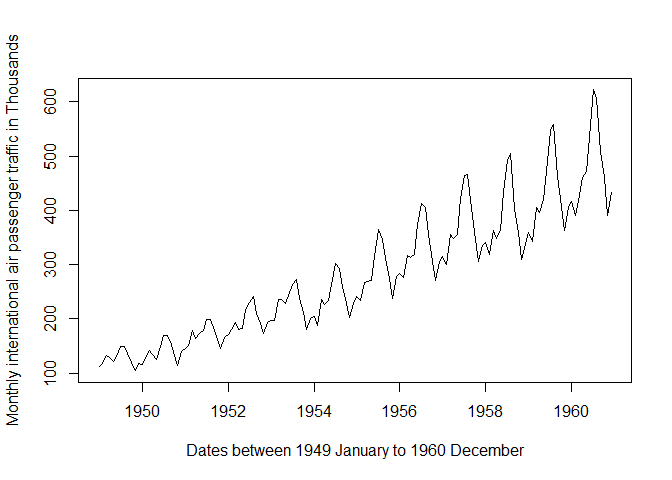 Monthly international air passenger traffic in Thousands
600
500
400
300
200
100
1950 1952 1954 1956 1958 1960
Dates between 1949 January to 1960 December